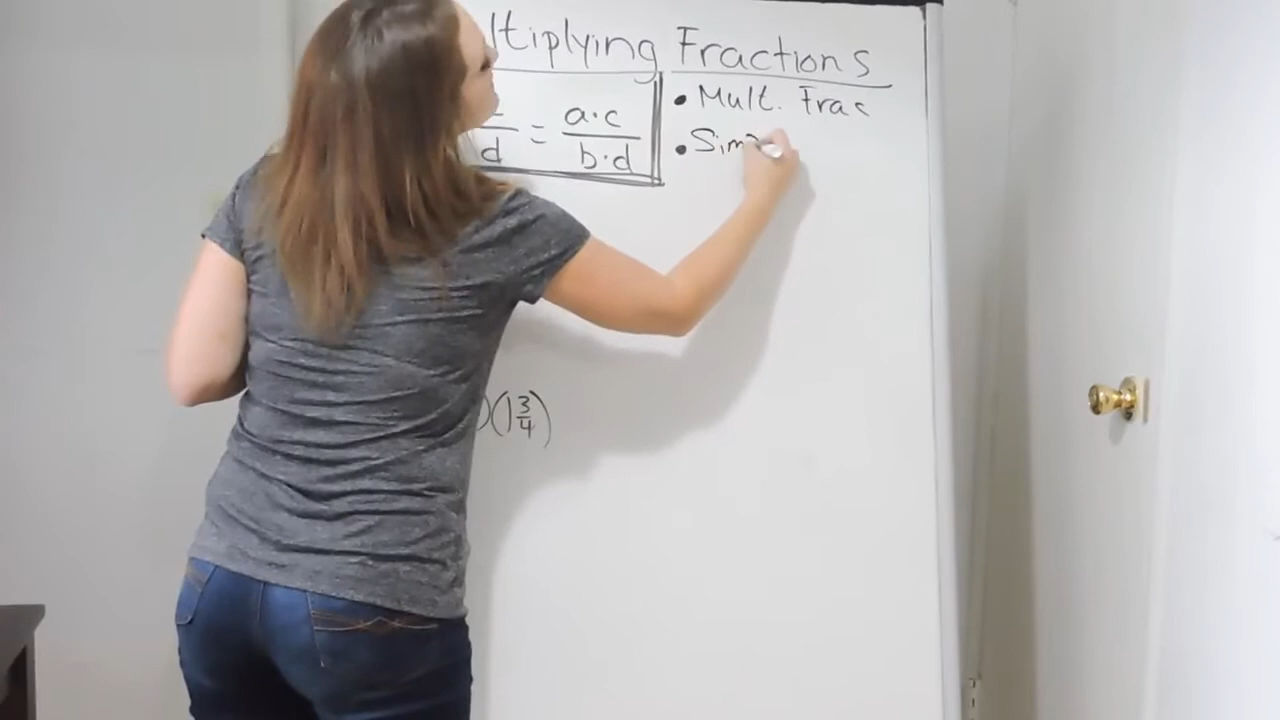 ltiplying Fractions
d = a·c / b·d
• Mult. Frac
• Sim
)(1 3/4)